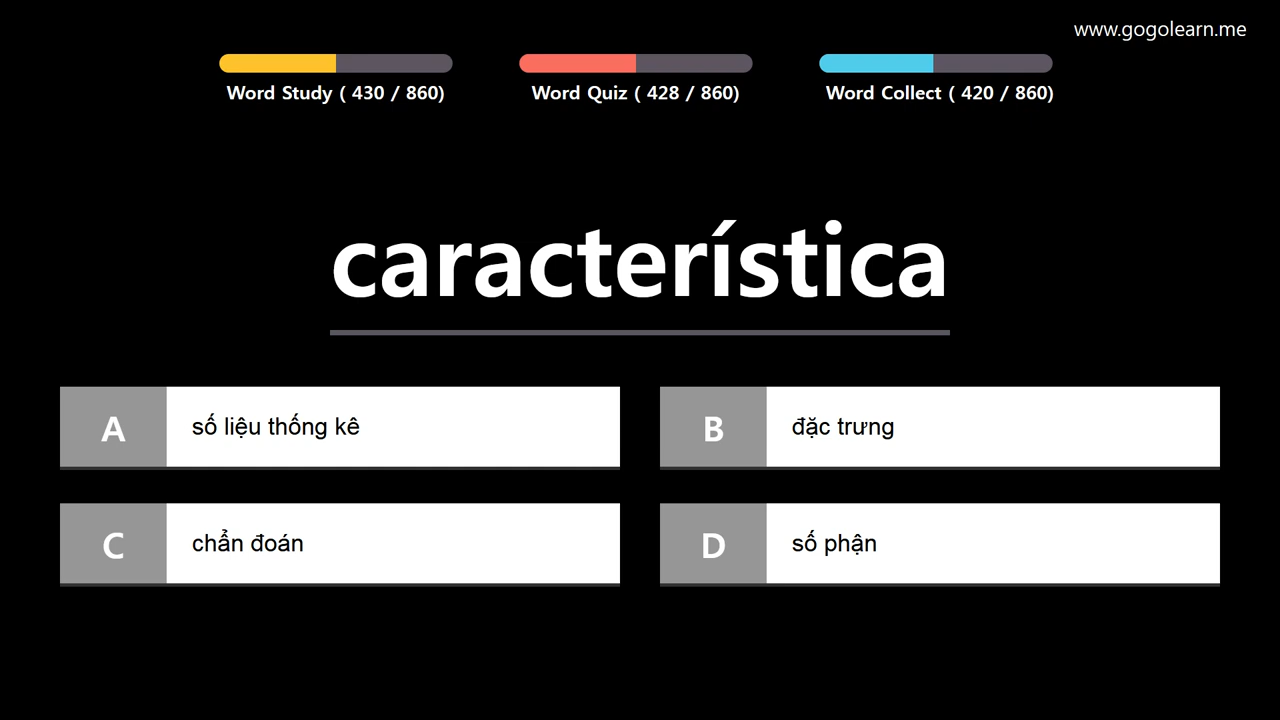 www.gogolearn.me
Word Study ( 430 / 860)
Word Quiz ( 428 / 860)
Word Collect ( 420 / 860)
característica
A
số liệu thống kê
B
đặc trưng
C
chẩn đoán
D
số phận